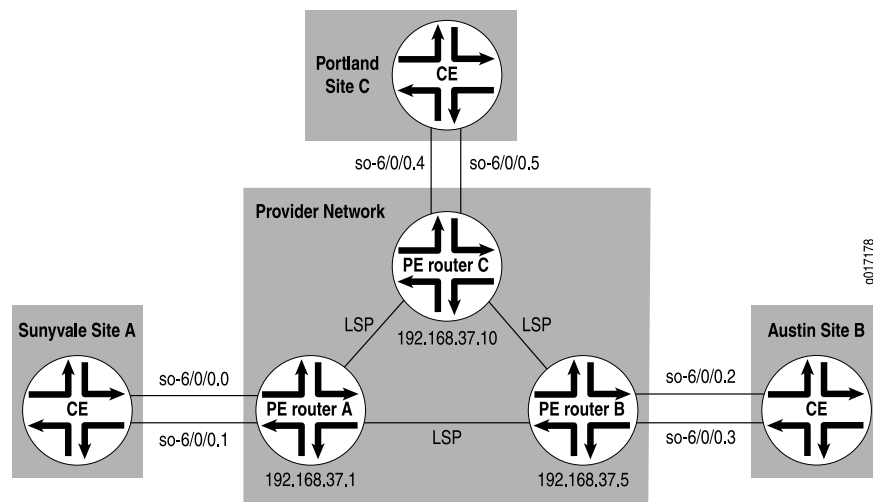 Portland
Site C
CE
so-6/0/0.4
so-6/0/0.5
Provider Network
PE router C
g017178
LSP
192.168.37.10
LSP
Sunyvale Site A
Austin Site B
so-6/0/0.0
so-6/0/0.2
CE
PE router A
PE router B
CE
so-6/0/0.1
LSP
so-6/0/0.3
192.168.37.1
192.168.37.5